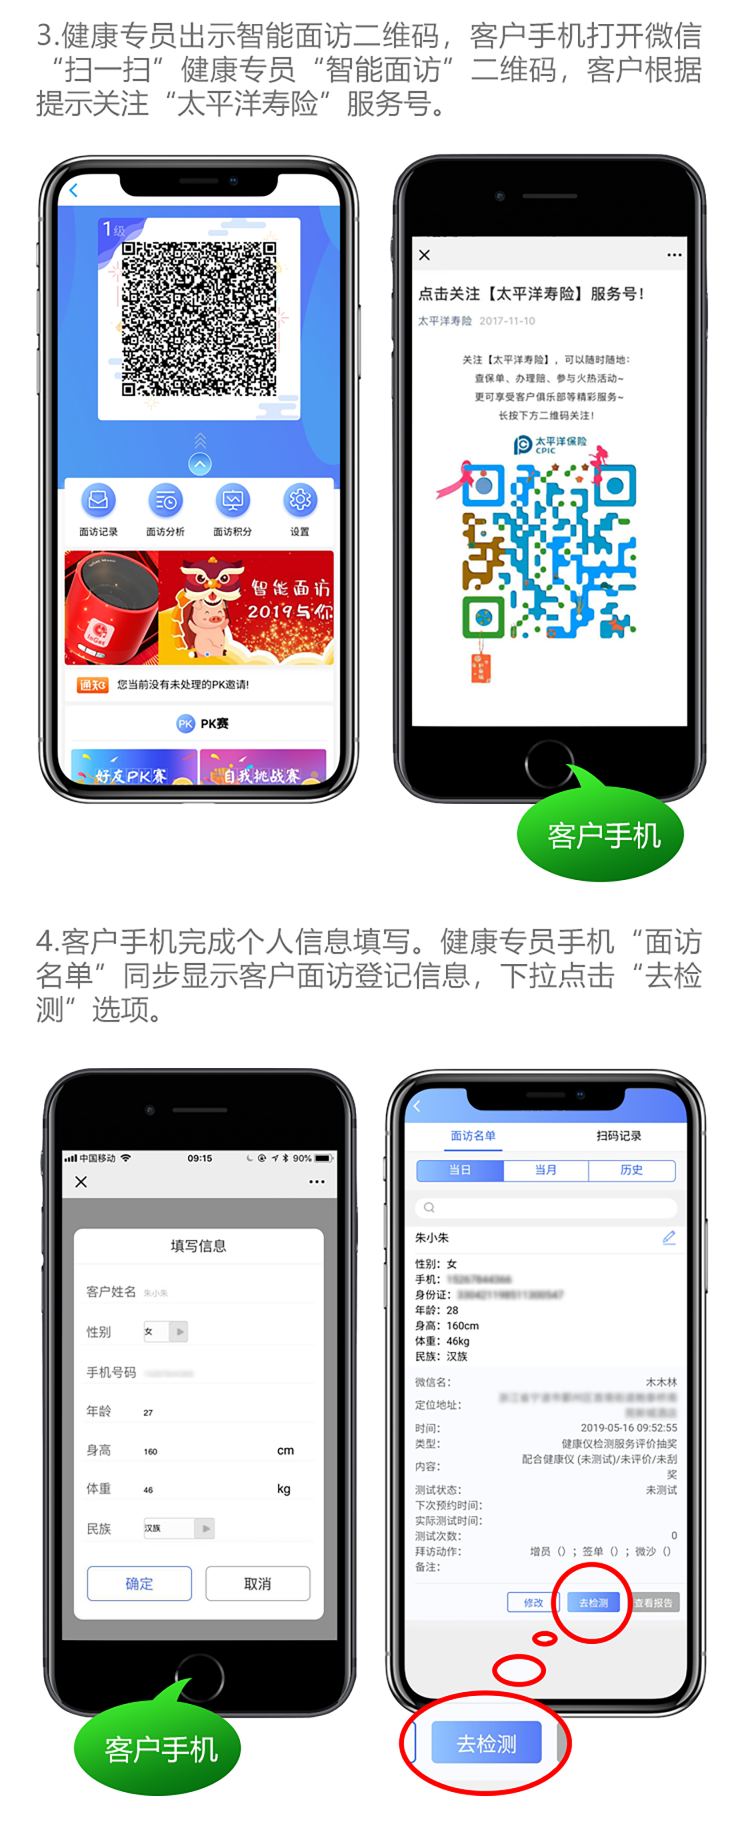 3.健康专员出示智能面访二维码，客户手机打开微信
“扫一扫”健康专员“智能面访”二维码，客户根据
提示关注“太平洋寿险”服务号。
1级
面访记录 面访分析 面访积分 设置
智能面访
2019与你
inGet
通知 您当前没有未处理的PK邀请!
PK PK赛
好友PK赛 自我挑战赛
点击关注【太平洋寿险】服务号!
太平洋寿险 2017-11-10
关注【太平洋寿险】，可以随时随地:
查保单、办理赔、参与火热活动~
更可享受客户俱乐部等精彩服务~
长按下方二维码关注!
太平洋保险
CPIC
客户手机
4.客户手机完成个人信息填写。健康专员手机“面访
名单”同步显示客户面访登记信息，下拉点击“去检
测”选项。
中国移动 09:15 90%
填写信息
客户姓名 朱小朱
性别 女
手机号码
年龄 27
身高 160 cm
体重 46 kg
民族 汉族
确定 取消
客户手机
面访名单 扫码记录
当日 当月 历史
朱小朱
性别：女
手机：
身份证：
年龄：28
身高：160cm
体重：46kg
民族：汉族
微信名： 木木林
定位地址：
时间： 2019-05-16 09:52:55
类型： 健康仪检测服务评价抽奖
内容： 配合健康仪 (未测试)/未评价/未刮
奖
测试状态： 未测试
下次预约时间：
实际测试时间：
测试次数： 0
拜访动作： 增员（）；签单（）；微沙（）
备注：
修改 去检测 查看报告
去检测